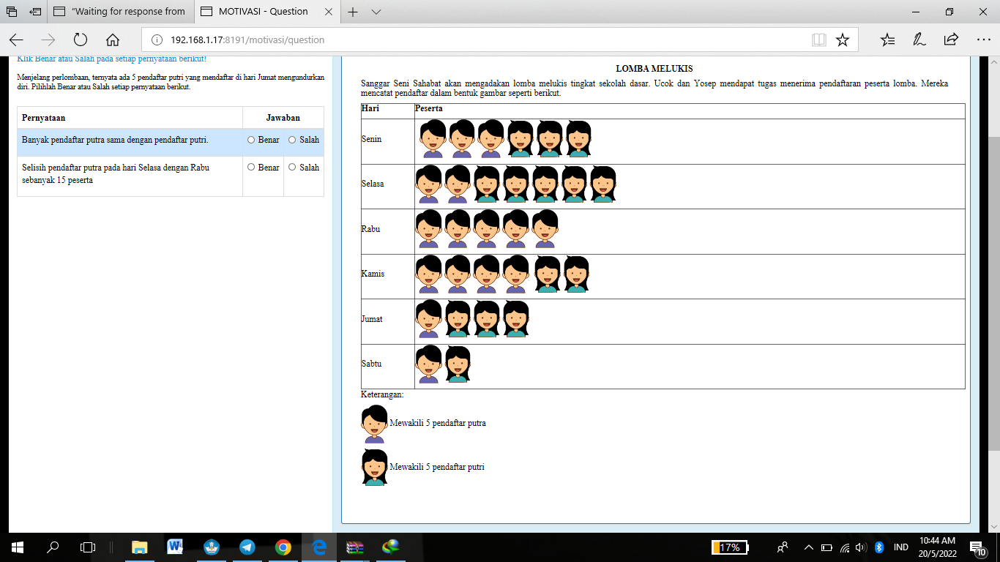 "Waiting for response from
MOTIVASI - Question
192.168.1.17:8191/motivasi/question
Klik Benar atau Salah pada setiap pernyataan berikut!
Menjelang perlombaan, ternyata ada 5 pendaftar putri yang mendaftar di hari Jumat mengundurkan
diri. Pilihlah Benar atau Salah setiap pernyataan berikut.
Pernyataan Jawaban
Banyak pendaftar putra sama dengan pendaftar putri. Benar Salah
Selisih pendaftar putra pada hari Selasa dengan Rabu Benar Salah
sebanyak 15 peserta
LOMBA MELUKIS
Sanggar Seni Sahabat akan mengadakan lomba melukis tingkat sekolah dasar. Ucok dan Yosep mendapat tugas menerima pendaftaran peserta lomba. Mereka
mencatat pendaftar dalam bentuk gambar seperti berikut.
Hari Peserta
Senin
Selasa
Rabu
Kamis
Jumat
Sabtu
Keterangan:
Mewakili 5 pendaftar putra
Mewakili 5 pendaftar putri
17%
IND
10:44 AM
20/5/2022
10